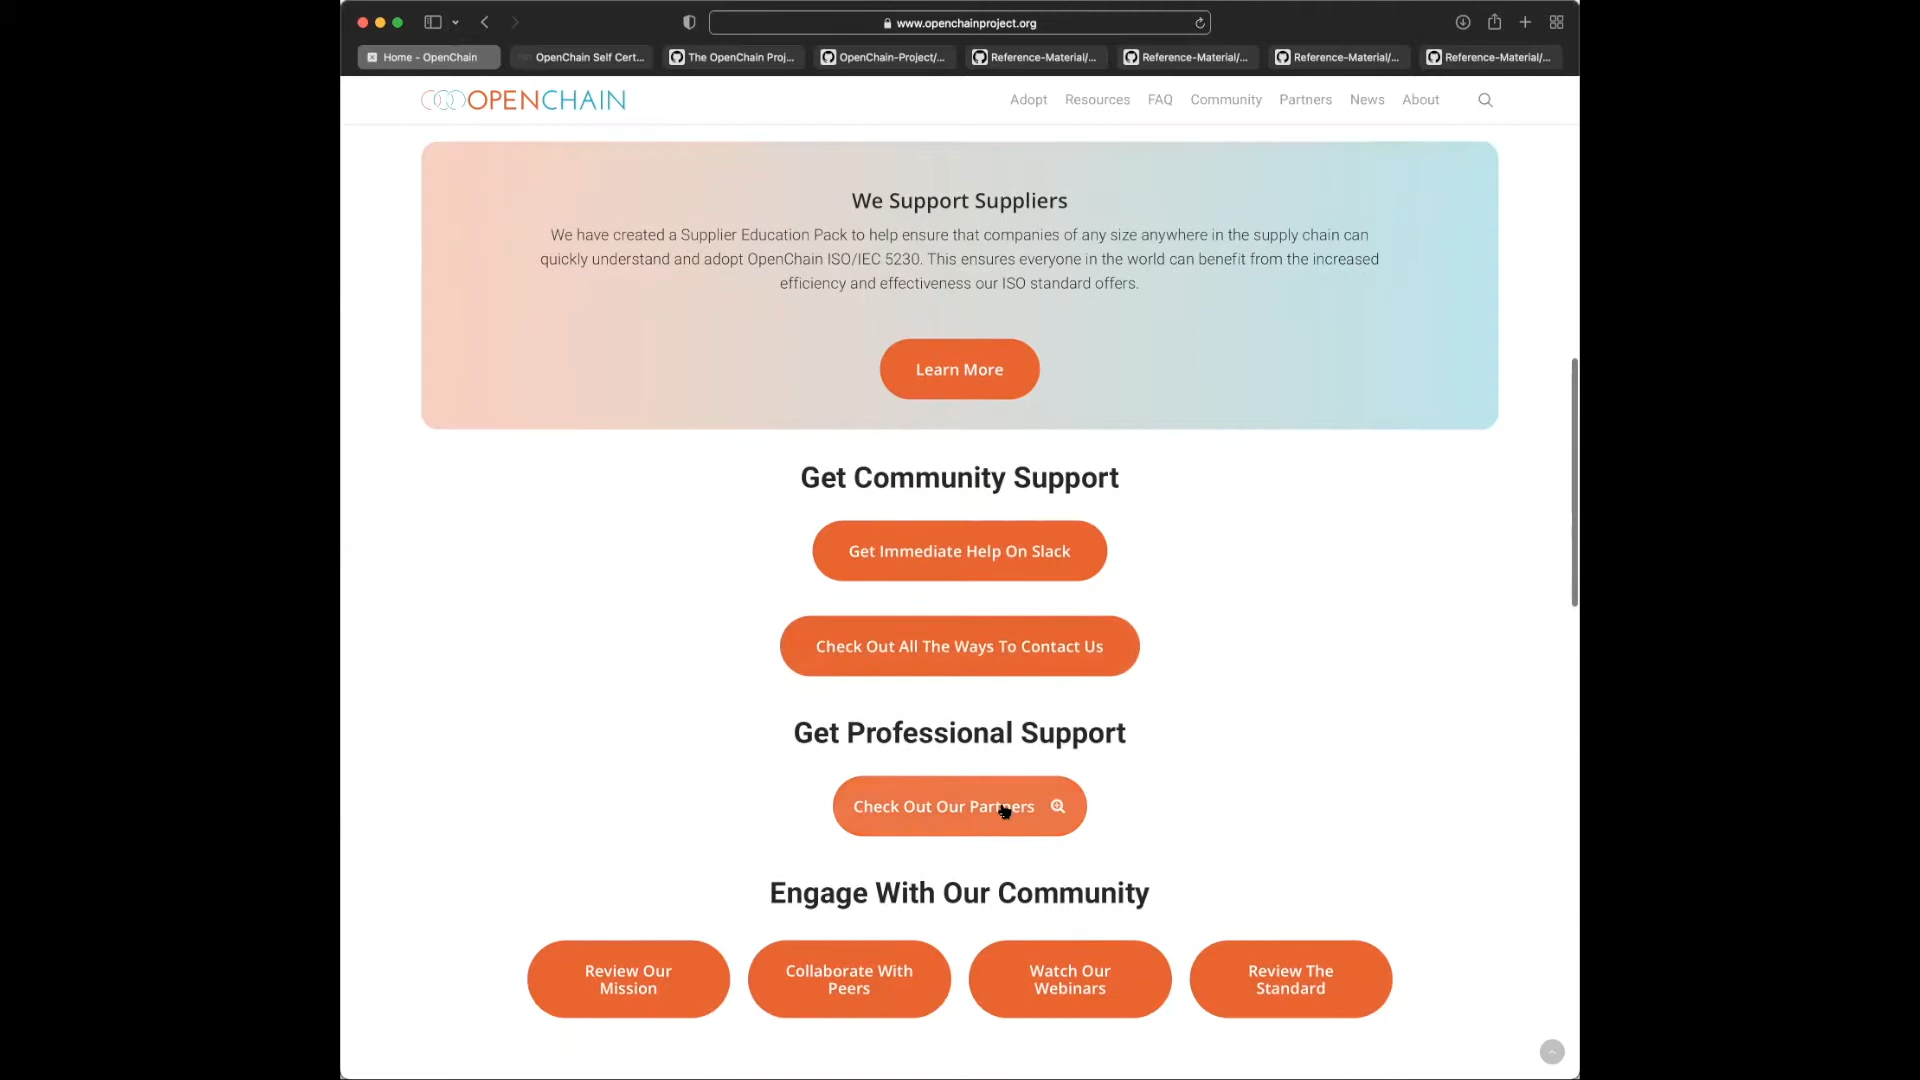 www.openchainproject.org
Home - OpenChain
OpenChain Self Cert...
The OpenChain Proj...
OpenChain-Project/...
Reference-Material/...
Reference-Material/...
Reference-Material/...
Reference-Material/...
OPENCHAIN
Adopt
Resources
FAQ
Community
Partners
News
About
We Support Suppliers
We have created a Supplier Education Pack to help ensure that companies of any size anywhere in the supply chain can
quickly understand and adopt OpenChain ISO/IEC 5230. This ensures everyone in the world can benefit from the increased
efficiency and effectiveness our ISO standard offers.
Learn More
Get Community Support
Get Immediate Help On Slack
Check Out All The Ways To Contact Us
Get Professional Support
Check Out Our Partners
Engage With Our Community
Review Our
Mission
Collaborate With
Peers
Watch Our
Webinars
Review The
Standard